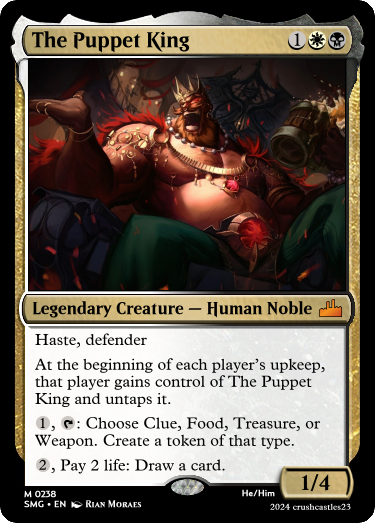 The Puppet King 1
Legendary Creature — Human Noble
Haste, defender
At the beginning of each player's upkeep,
that player gains control of The Puppet
King and untaps it.
1, : Choose Clue, Food, Treasure, or
Weapon. Create a token of that type.
2, Pay 2 life: Draw a card.
1/4
M 0238 He/Him
SMG • EN Rian Moraes 2024 crushcastles23